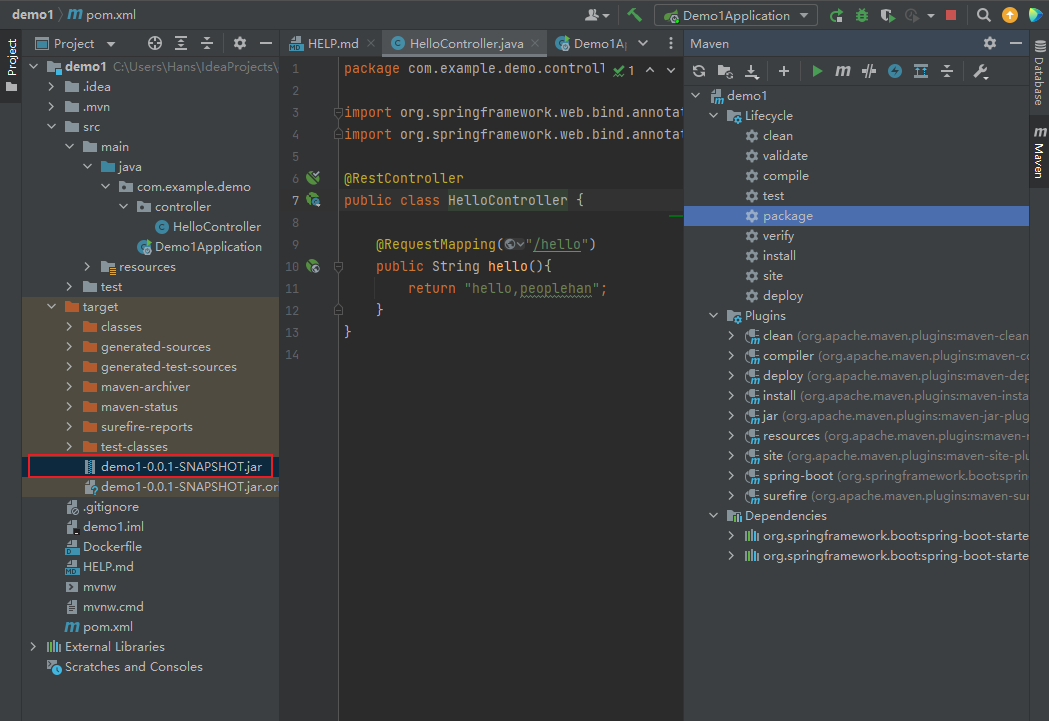 demo1 pom.xml
Demo1Application
Project
Project
demo1 C:\Users\Hans\IdeaProjects\
.idea
.mvn
src
main
java
com.example.demo
controller
HelloController
Demo1Application
resources
test
target
classes
generated-sources
generated-test-sources
maven-archiver
maven-status
surefire-reports
test-classes
demo1-0.0.1-SNAPSHOT.jar
demo1-0.0.1-SNAPSHOT.jar.or
.gitignore
demo1.iml
Dockerfile
HELP.md
mvnw
mvnw.cmd
pom.xml
External Libraries
Scratches and Consoles
HELP.md HelloController.java Demo1A
1 package com.example.demo.controll 1
2
3 import org.springframework.web.bind.annotat
4 import org.springframework.web.bind.annotat
5
6 @RestController
7 public class HelloController {
8
9 @RequestMapping("/hello")
10 public String hello(){
11 return "hello,peoplehan";
12 }
13 }
14
Maven
demo1
Lifecycle
clean
validate
compile
test
package
verify
install
site
deploy
Plugins
clean (org.apache.maven.plugins:maven-clean
compiler (org.apache.maven.plugins:maven-co
deploy (org.apache.maven.plugins:maven-dep
install (org.apache.maven.plugins:maven-insta
jar (org.apache.maven.plugins:maven-jar-plug
resources (org.apache.maven.plugins:maven-r
site (org.apache.maven.plugins:maven-site-plu
spring-boot (org.springframework.boot:spring
surefire (org.apache.maven.plugins:maven-sur
Dependencies
org.springframework.boot:spring-boot-starte
org.springframework.boot:spring-boot-starte
Database
Maven